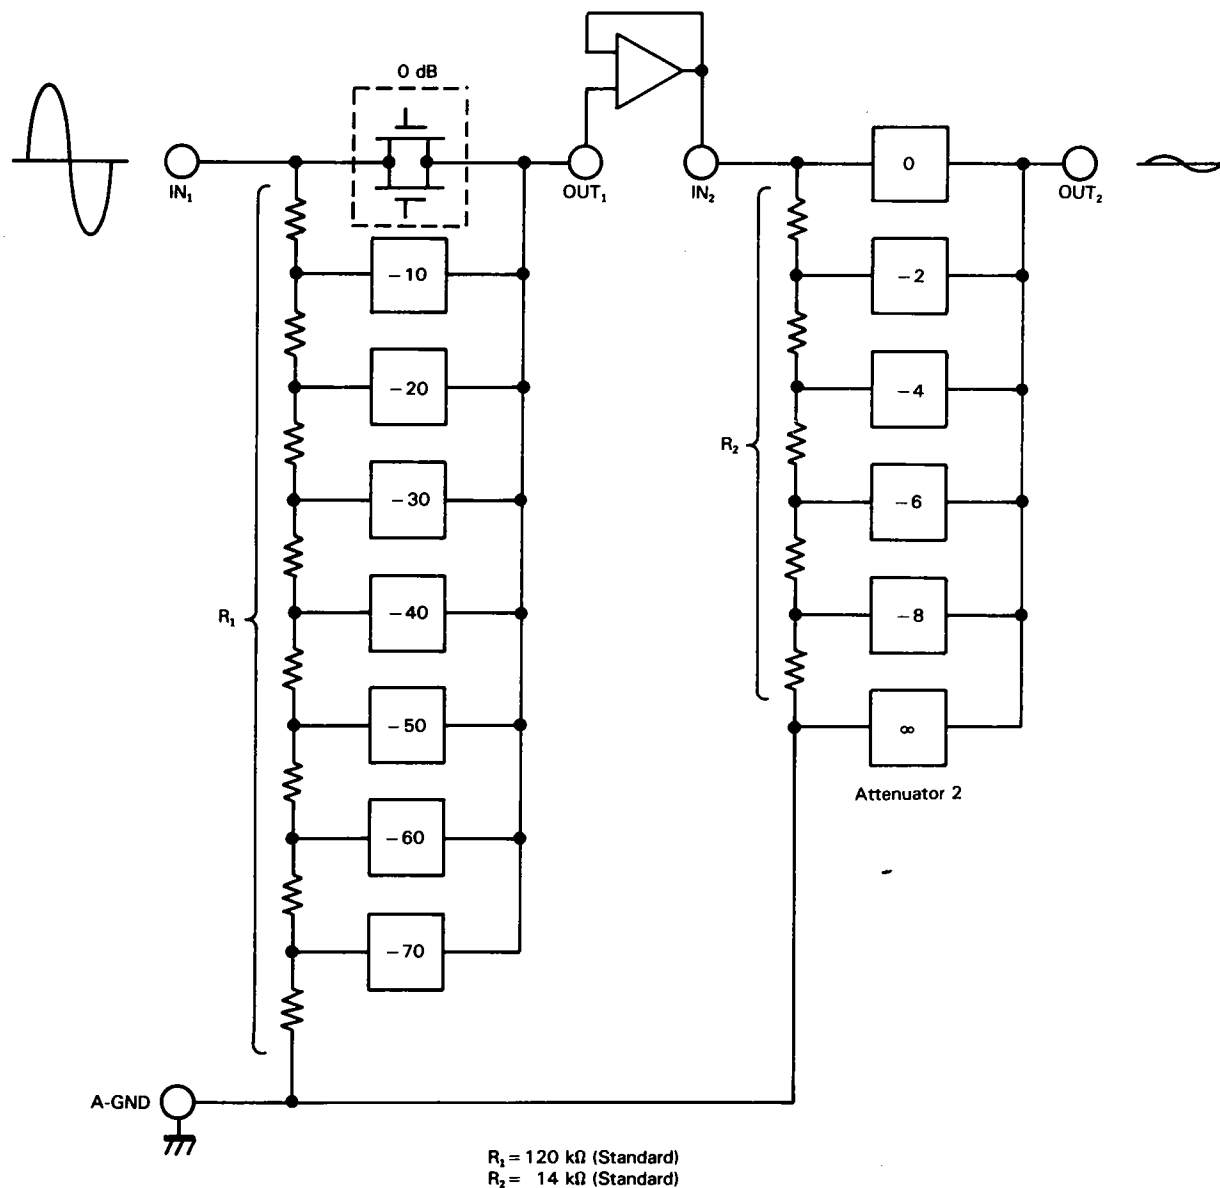 0 dB
IN₁
OUT₁
IN₂
OUT₂
0
−10
−2
−20
−4
R₂
−30
−6
R₁
−40
−8
−50
∞
Attenuator 2
−60
−70
A-GND
R₁ = 120 kΩ (Standard)
R₂ = 14 kΩ (Standard)